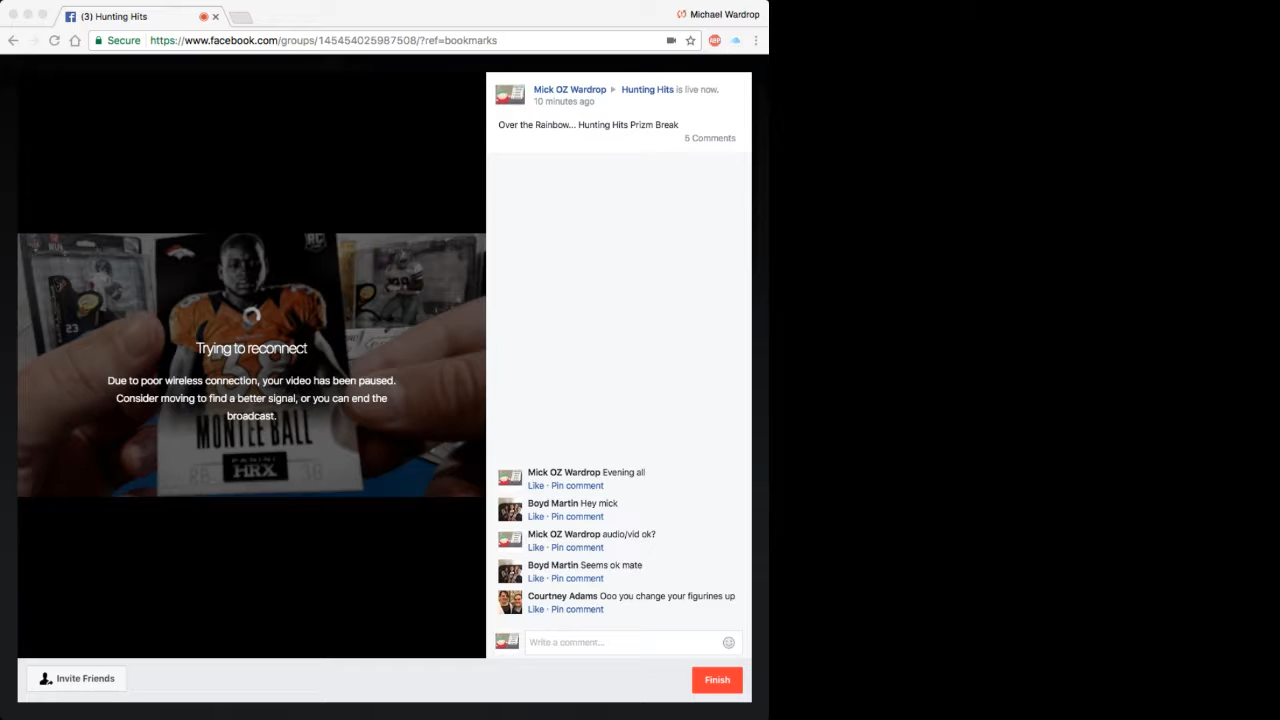 (3) Hunting Hits
Michael Wardrop
Secure https://www.facebook.com/groups/145454025987508/?ref=bookmarks
ABP
Mick OZ Wardrop ▸ Hunting Hits is live now.
10 minutes ago
Over the Rainbow... Hunting Hits Prizm Break
5 Comments
RC
23
Trying to reconnect
Due to poor wireless connection, your video has been paused.
Consider moving to find a better signal, or you can end the
broadcast.
MONTEE BALL
PANINI
HRX
Mick OZ Wardrop Evening all
Like · Pin comment
Boyd Martin Hey mick
Like · Pin comment
Mick OZ Wardrop audio/vid ok?
Like · Pin comment
Boyd Martin Seems ok mate
Like · Pin comment
Courtney Adams Ooo you change your figurines up
Like · Pin comment
Write a comment...
Invite Friends
Finish